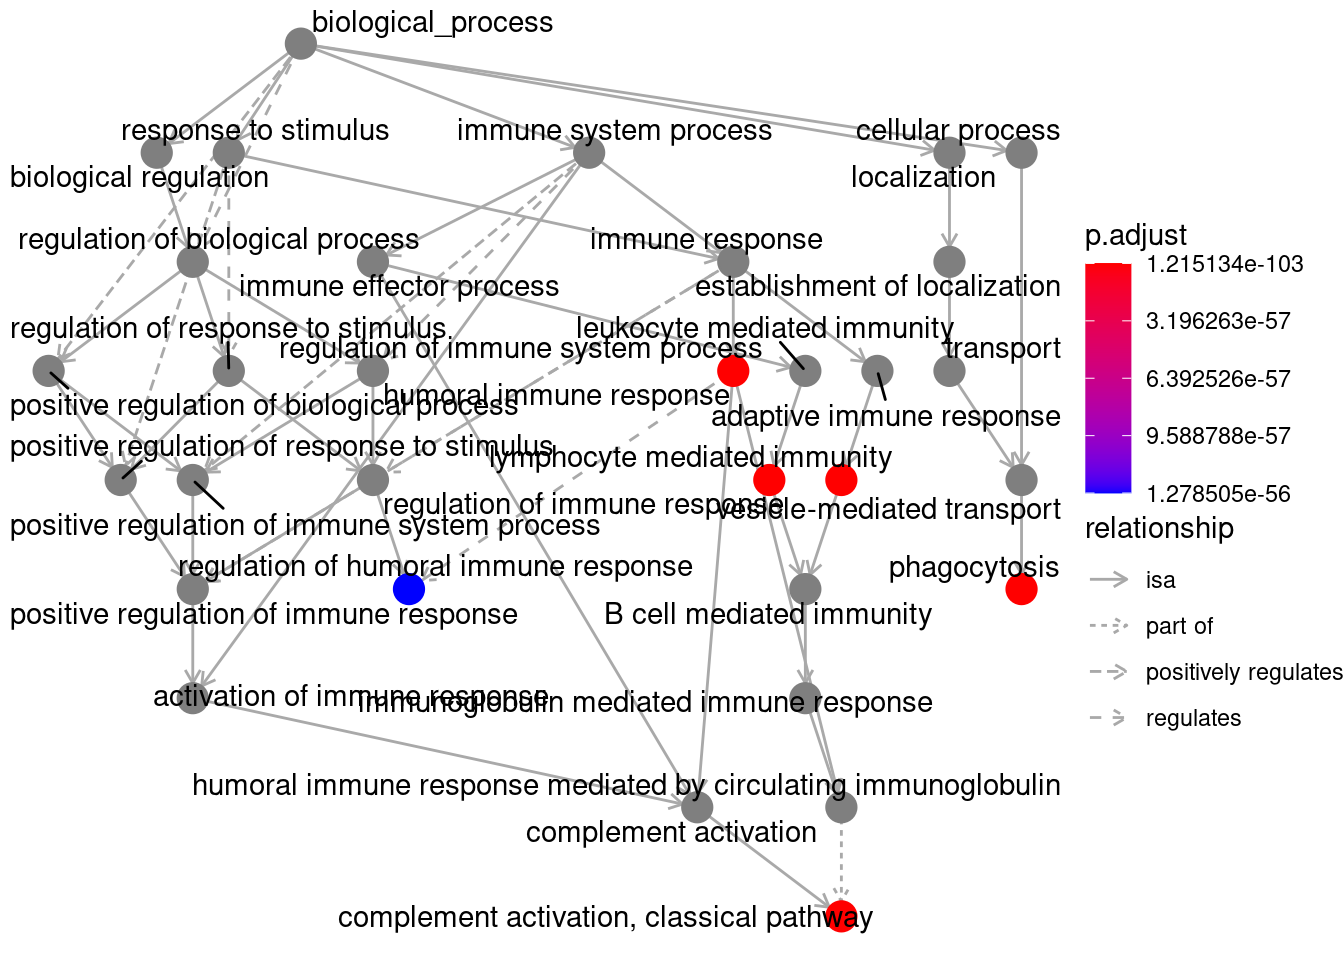 biological_process
response to stimulus
immune system process
cellular process
biological regulation
localization
regulation of biological process
immune response
p.adjust
1.215134e-103
immune effector process
establishment of localization
3.196263e-57
regulation of response to stimulus
leukocyte mediated immunity
regulation of immune system process
transport
6.392526e-57
humoral immune response
positive regulation of biological process
adaptive immune response
9.588788e-57
positive regulation of response to stimulus
lymphocyte mediated immunity
1.278505e-56
regulation of immune response
vesicle-mediated transport
positive regulation of immune system process
relationship
regulation of humoral immune response
phagocytosis
isa
positive regulation of immune response
B cell mediated immunity
part of
positively regulates
activation of immune response
immunoglobulin mediated immune response
regulates
humoral immune response mediated by circulating immunoglobulin
complement activation
complement activation, classical pathway